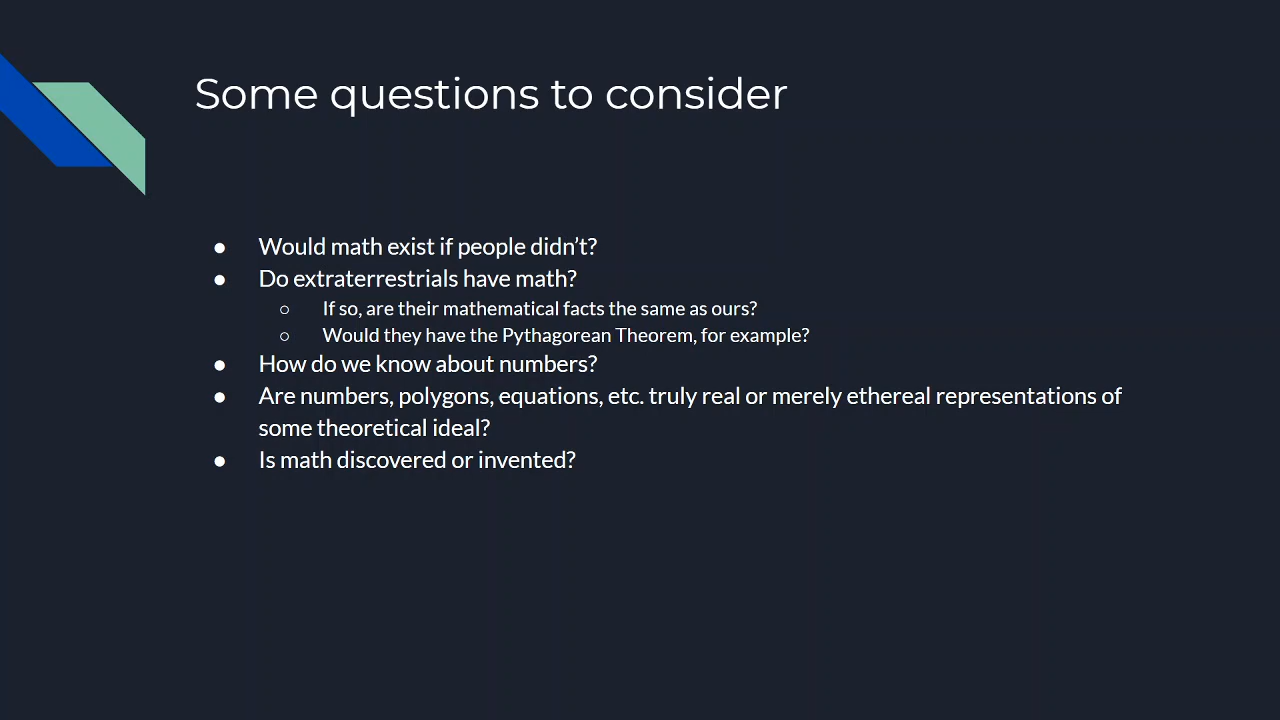 Some questions to consider
● Would math exist if people didn’t?
● Do extraterrestrials have math?
○ If so, are their mathematical facts the same as ours?
○ Would they have the Pythagorean Theorem, for example?
● How do we know about numbers?
● Are numbers, polygons, equations, etc. truly real or merely ethereal representations of
some theoretical ideal?
● Is math discovered or invented?